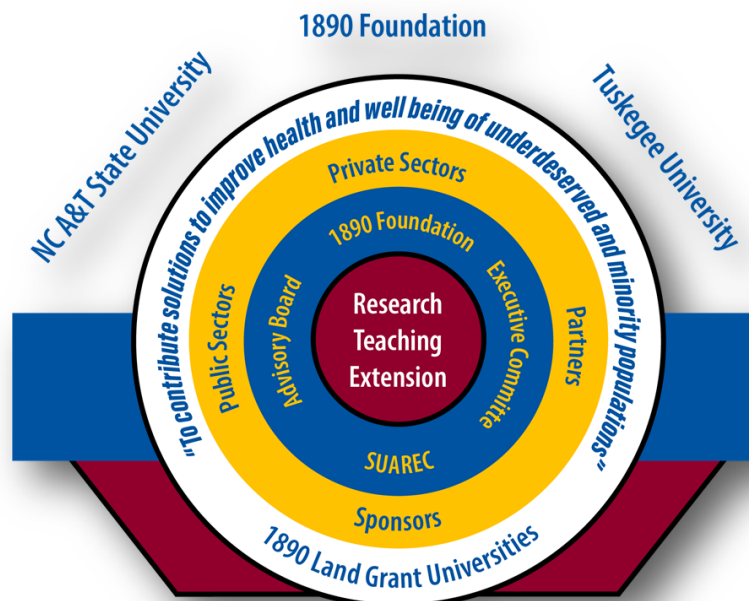 1890 Foundation
NC A&T State University
Tuskegee University
"To contribute solutions to improve health and well being of underdeserved and minority populations"
Private Sectors
Public Sectors
Partners
Sponsors
1890 Foundation
Advisory Board
Executive Committe
SUAREC
Research
Teaching
Extension
1890 Land Grant Universities